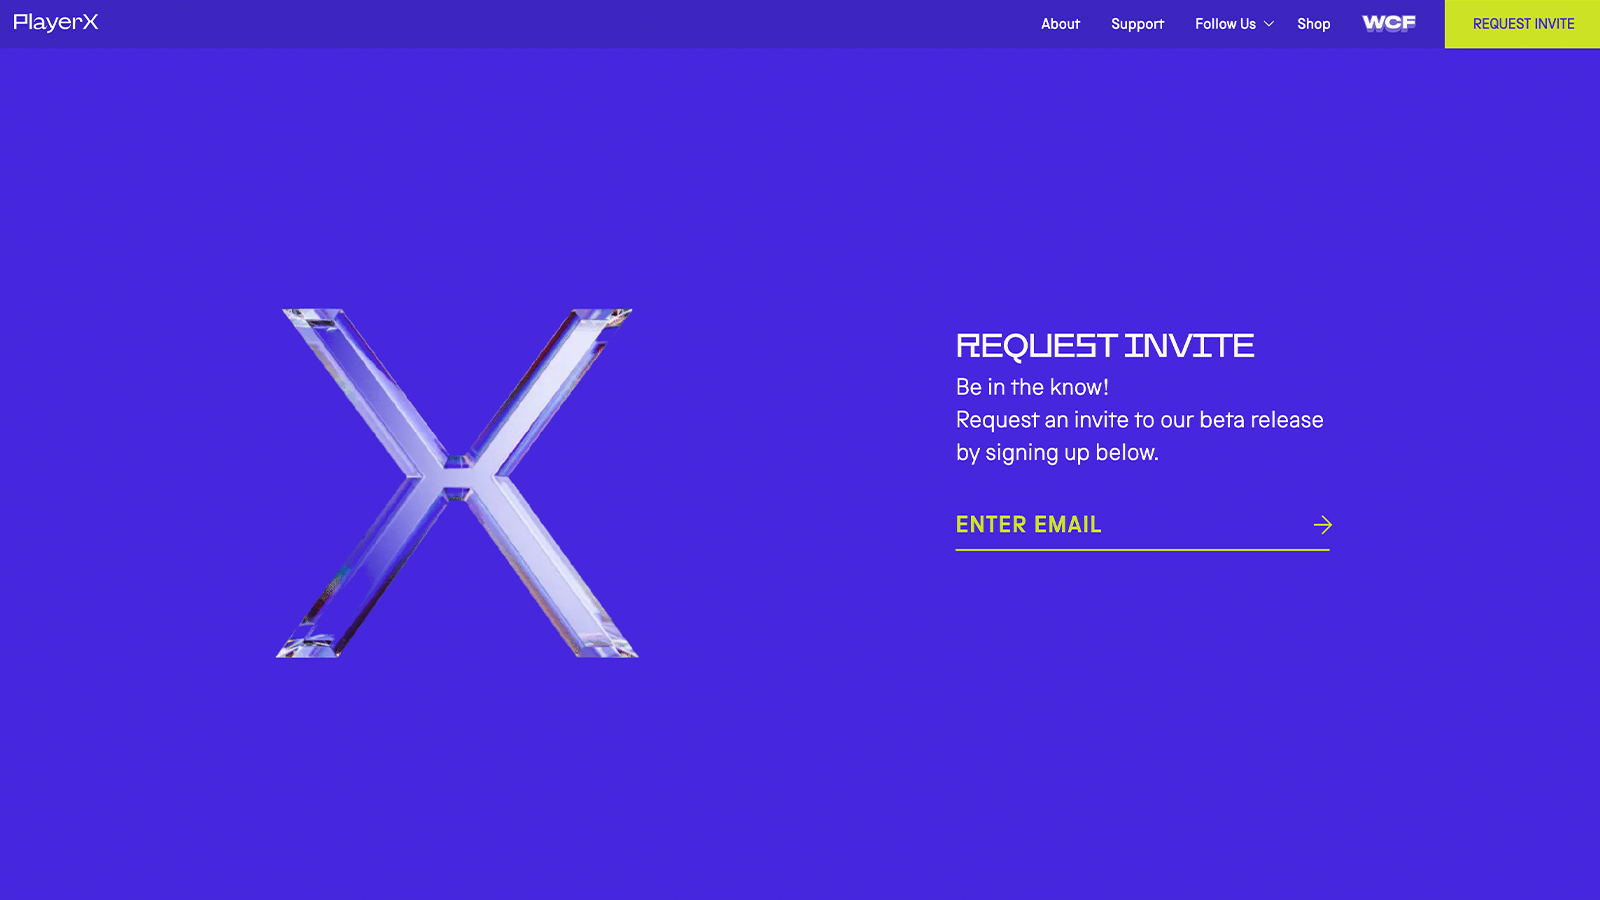 PlayerX
About
Support
Follow Us
Shop
WCF
REQUEST INVITE
REQUEST INVITE
Be in the know!
Request an invite to our beta release
by signing up below.
ENTER EMAIL